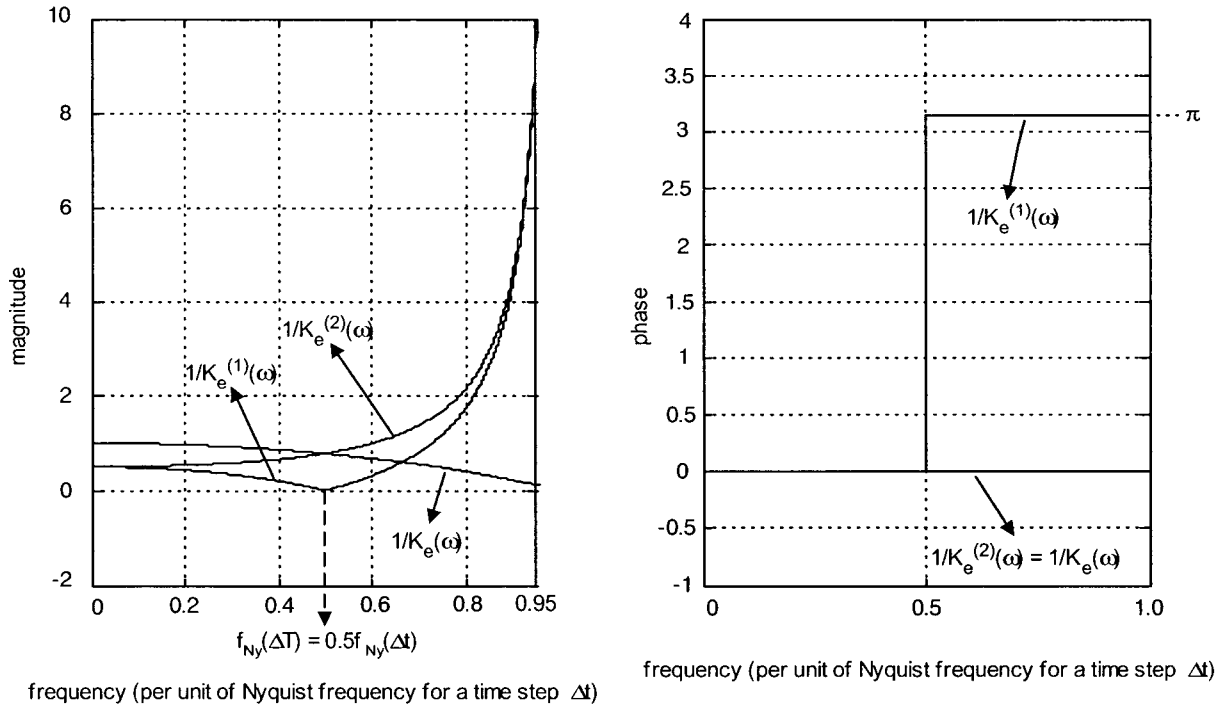 10
8
6
4
2
0
-2
magnitude
1/Ke(2)(ω)
1/Ke(1)(ω)
1/Ke(ω)
0
0.2
0.4
0.6
0.8
0.95
fNy(ΔT) = 0.5fNy(Δt)
frequency (per unit of Nyquist frequency for a time step Δt)
4
3.5
3
2.5
2
1.5
1
0.5
0
-0.5
-1
phase
π
1/Ke(1)(ω)
1/Ke(2)(ω) = 1/Ke(ω)
0
0.5
1.0
frequency (per unit of Nyquist frequency for a time step Δt)